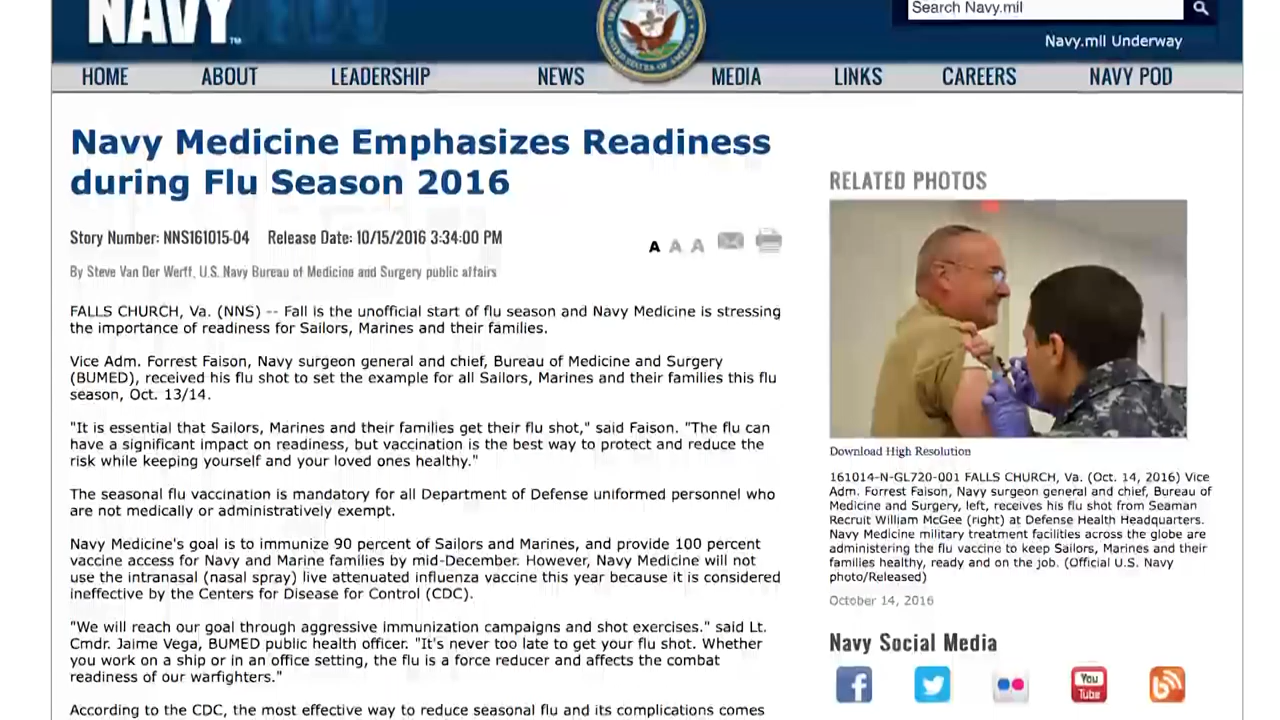 NAVY™
Search Navy.mil
Navy.mil Underway
HOME ABOUT LEADERSHIP NEWS MEDIA LINKS CAREERS NAVY POD
Navy Medicine Emphasizes Readiness
during Flu Season 2016
Story Number: NNS161015-04 Release Date: 10/15/2016 3:34:00 PM
A A A
By Steve Van Der Werff, U.S. Navy Bureau of Medicine and Surgery public affairs
FALLS CHURCH, Va. (NNS) -- Fall is the unofficial start of flu season and Navy Medicine is stressing
the importance of readiness for Sailors, Marines and their families.
Vice Adm. Forrest Faison, Navy surgeon general and chief, Bureau of Medicine and Surgery
(BUMED), received his flu shot to set the example for all Sailors, Marines and their families this flu
season, Oct. 13/14.
"It is essential that Sailors, Marines and their families get their flu shot," said Faison. "The flu can
have a significant impact on readiness, but vaccination is the best way to protect and reduce the
risk while keeping yourself and your loved ones healthy."
The seasonal flu vaccination is mandatory for all Department of Defense uniformed personnel who
are not medically or administratively exempt.
Navy Medicine's goal is to immunize 90 percent of Sailors and Marines, and provide 100 percent
vaccine access for Navy and Marine families by mid-December. However, Navy Medicine will not
use the intranasal (nasal spray) live attenuated influenza vaccine this year because it is considered
ineffective by the Centers for Disease for Control (CDC).
"We will reach our goal through aggressive immunization campaigns and shot exercises." said Lt.
Cmdr. Jaime Vega, BUMED public health officer. "It's never too late to get your flu shot. Whether
you work on a ship or in an office setting, the flu is a force reducer and affects the combat
readiness of our warfighters."
According to the CDC, the most effective way to reduce seasonal flu and its complications comes
RELATED PHOTOS
Download High Resolution
161014-N-GL720-001 FALLS CHURCH, Va. (Oct. 14, 2016) Vice
Adm. Forrest Faison, Navy surgeon general and chief, Bureau of
Medicine and Surgery, left, receives his flu shot from Seaman
Recruit William McGee (right) at Defense Health Headquarters.
Navy Medicine military treatment facilities across the globe are
administering the flu vaccine to keep Sailors, Marines and their
families healthy, ready and on the job. (Official U.S. Navy
photo/Released)
October 14, 2016
Navy Social Media
You
Tube